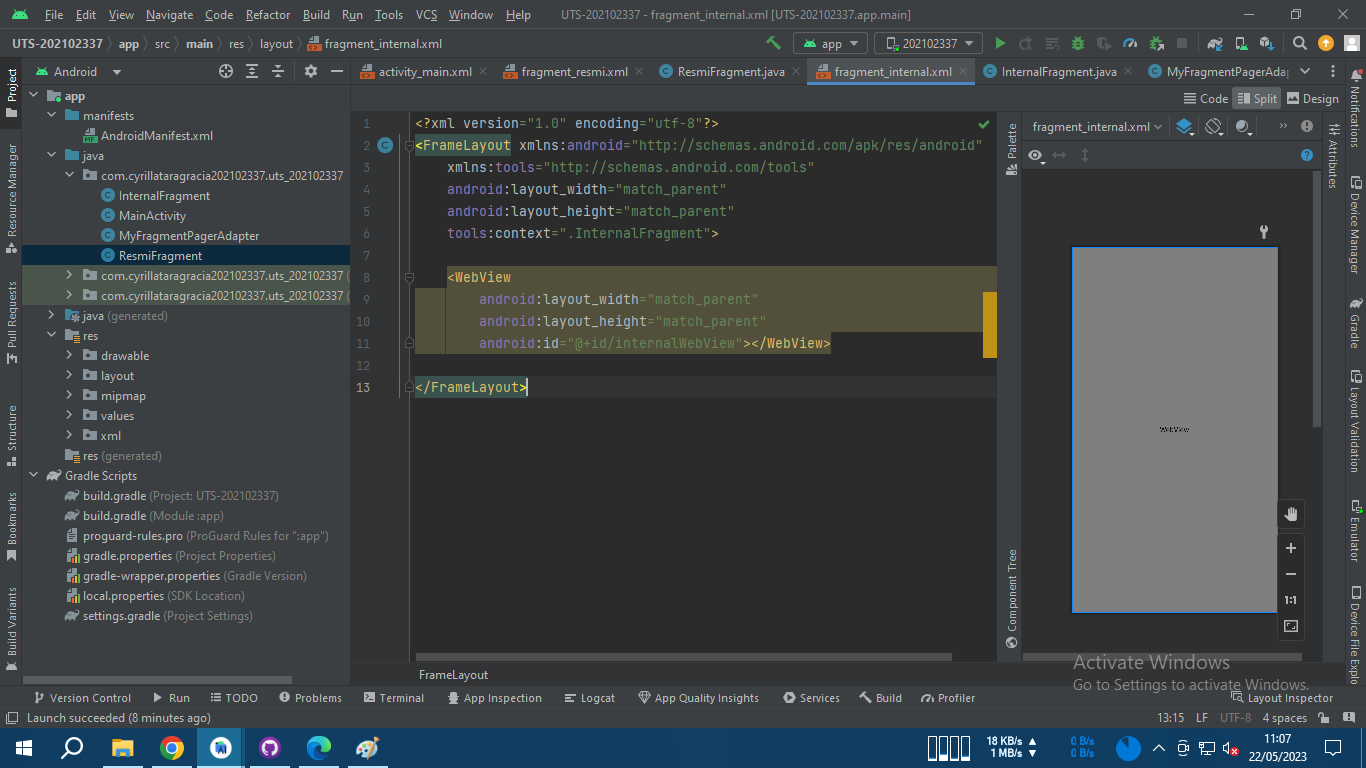 File Edit View Navigate Code Refactor Build Run Tools VCS Window Help UTS-202102337 - fragment_internal.xml [UTS-202102337.app.main]
UTS-202102337 app src main res layout fragment_internal.xml app 202102337
Android activity_main.xml fragment_resmi.xml ResmiFragment.java fragment_internal.xml InternalFragment.java MyFragmentPagerAda
Code Split Design
Project
Resource Manager
Pull Requests
Structure
Bookmarks
Build Variants
app
manifests
AndroidManifest.xml
java
com.cyrillataragracia202102337.uts_202102337
InternalFragment
MainActivity
MyFragmentPagerAdapter
ResmiFragment
com.cyrillataragracia202102337.uts_202102337 (
com.cyrillataragracia202102337.uts_202102337 (
java (generated)
res
drawable
layout
mipmap
values
xml
res (generated)
Gradle Scripts
build.gradle (Project: UTS-202102337)
build.gradle (Module :app)
proguard-rules.pro (ProGuard Rules for ":app")
gradle.properties (Project Properties)
gradle-wrapper.properties (Gradle Version)
local.properties (SDK Location)
settings.gradle (Project Settings)
1 <?xml version="1.0" encoding="utf-8"?>
2 <FrameLayout xmlns:android="http://schemas.android.com/apk/res/android"
3 xmlns:tools="http://schemas.android.com/tools"
4 android:layout_width="match_parent"
5 android:layout_height="match_parent"
6 tools:context=".InternalFragment">
7
8 <WebView
9 android:layout_width="match_parent"
10 android:layout_height="match_parent"
11 android:id="@+id/internalWebView"></WebView>
12
13 </FrameLayout>
FrameLayout
Palette
Component Tree
fragment_internal.xml
WebView
1:1
Attributes
Notifications
Device Manager
Gradle
Layout Validation
Emulator
Device File Explo
Activate Windows
Go to Settings to activate Windows.
Version Control Run TODO Problems Terminal App Inspection Logcat App Quality Insights Services Build Profiler Layout Inspector
Launch succeeded (8 minutes ago) 13:15 LF UTF-8 4 spaces
18 KB/s 0 B/s 11:07
1 MB/s 0 B/s 22/05/2023